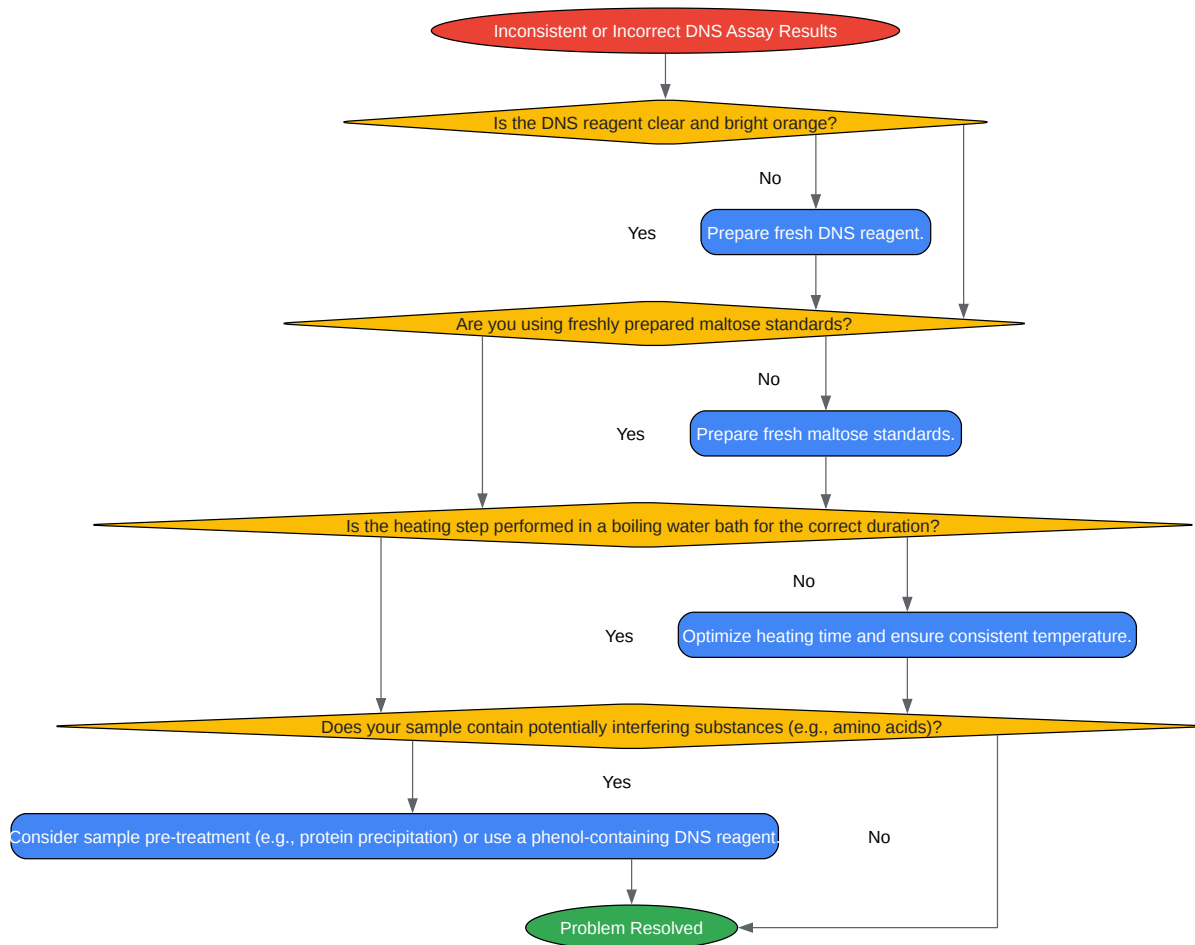 Inconsistent or Incorrect DNS Assay Results
Is the DNS reagent clear and bright orange?
No
Yes
Prepare fresh DNS reagent.
Are you using freshly prepared maltose standards?
No
Yes
Prepare fresh maltose standards.
Is the heating step performed in a boiling water bath for the correct duration?
No
Yes
Optimize heating time and ensure consistent temperature.
Does your sample contain potentially interfering substances (e.g., amino acids)?
Yes
Consider sample pre-treatment (e.g., protein precipitation) or use a phenol-containing DNS reagent.
No
Problem Resolved